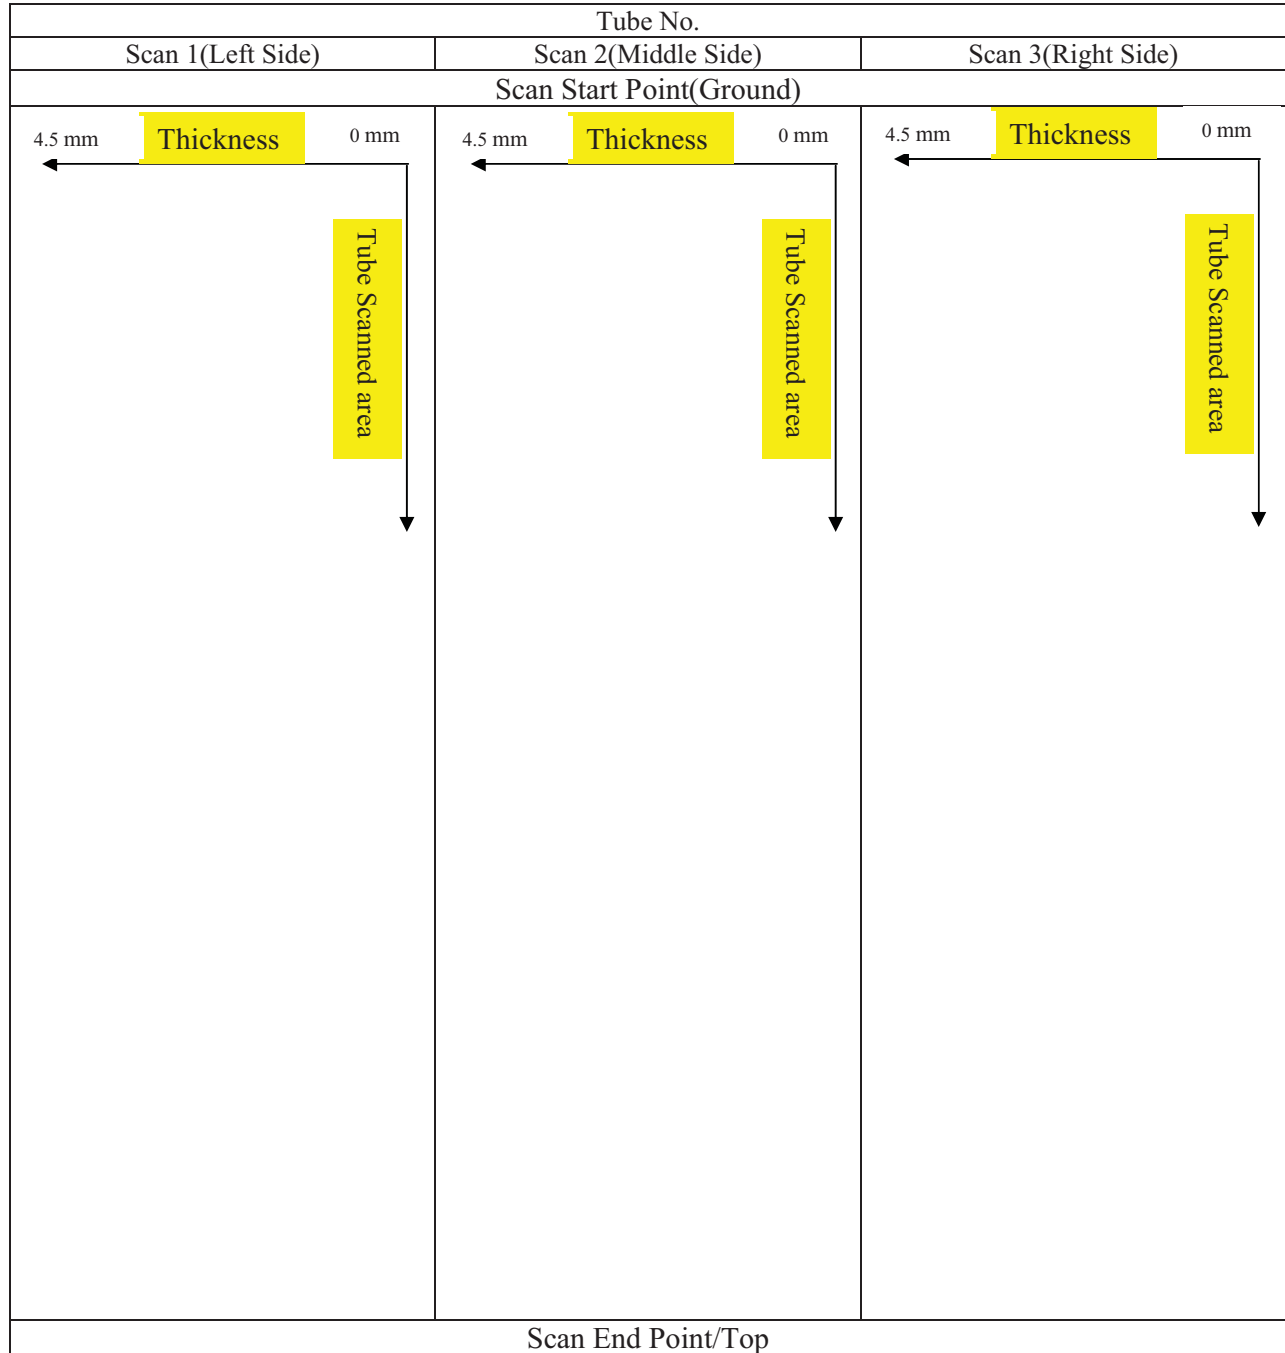 Tube No.
Scan 1(Left Side)
Scan 2(Middle Side)
Scan 3(Right Side)
Scan Start Point(Ground)
4.5 mm
Thickness
0 mm
4.5 mm
Thickness
0 mm
4.5 mm
Thickness
0 mm
Tube Scanned area
Tube Scanned area
Tube Scanned area
Scan End Point/Top